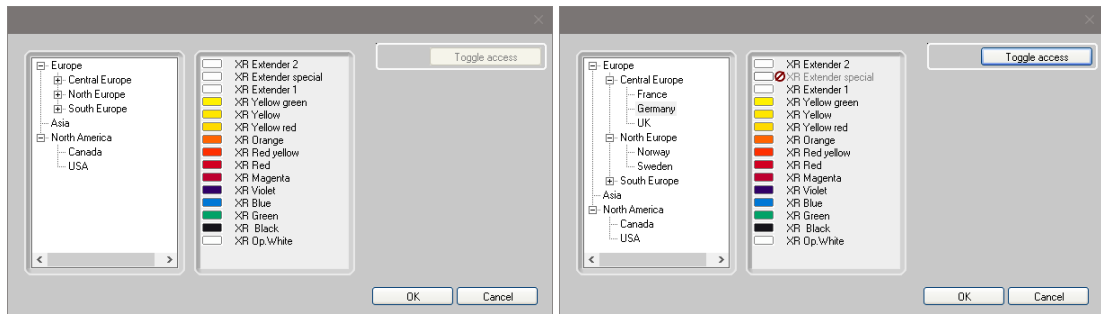 Europe
Central Europe
North Europe
South Europe
Asia
North America
Canada
USA
XR Extender 2
XR Extender special
XR Extender 1
XR Yellow green
XR Yellow
XR Yellow red
XR Orange
XR Red yellow
XR Red
XR Magenta
XR Violet
XR Blue
XR Green
XR Black
XR Op.White
Toggle access
OK
Cancel
Europe
Central Europe
France
Germany
UK
North Europe
Norway
Sweden
South Europe
Asia
North America
Canada
USA
XR Extender 2
XR Extender special
XR Extender 1
XR Yellow green
XR Yellow
XR Yellow red
XR Orange
XR Red yellow
XR Red
XR Magenta
XR Violet
XR Blue
XR Green
XR Black
XR Op.White
Toggle access
OK
Cancel